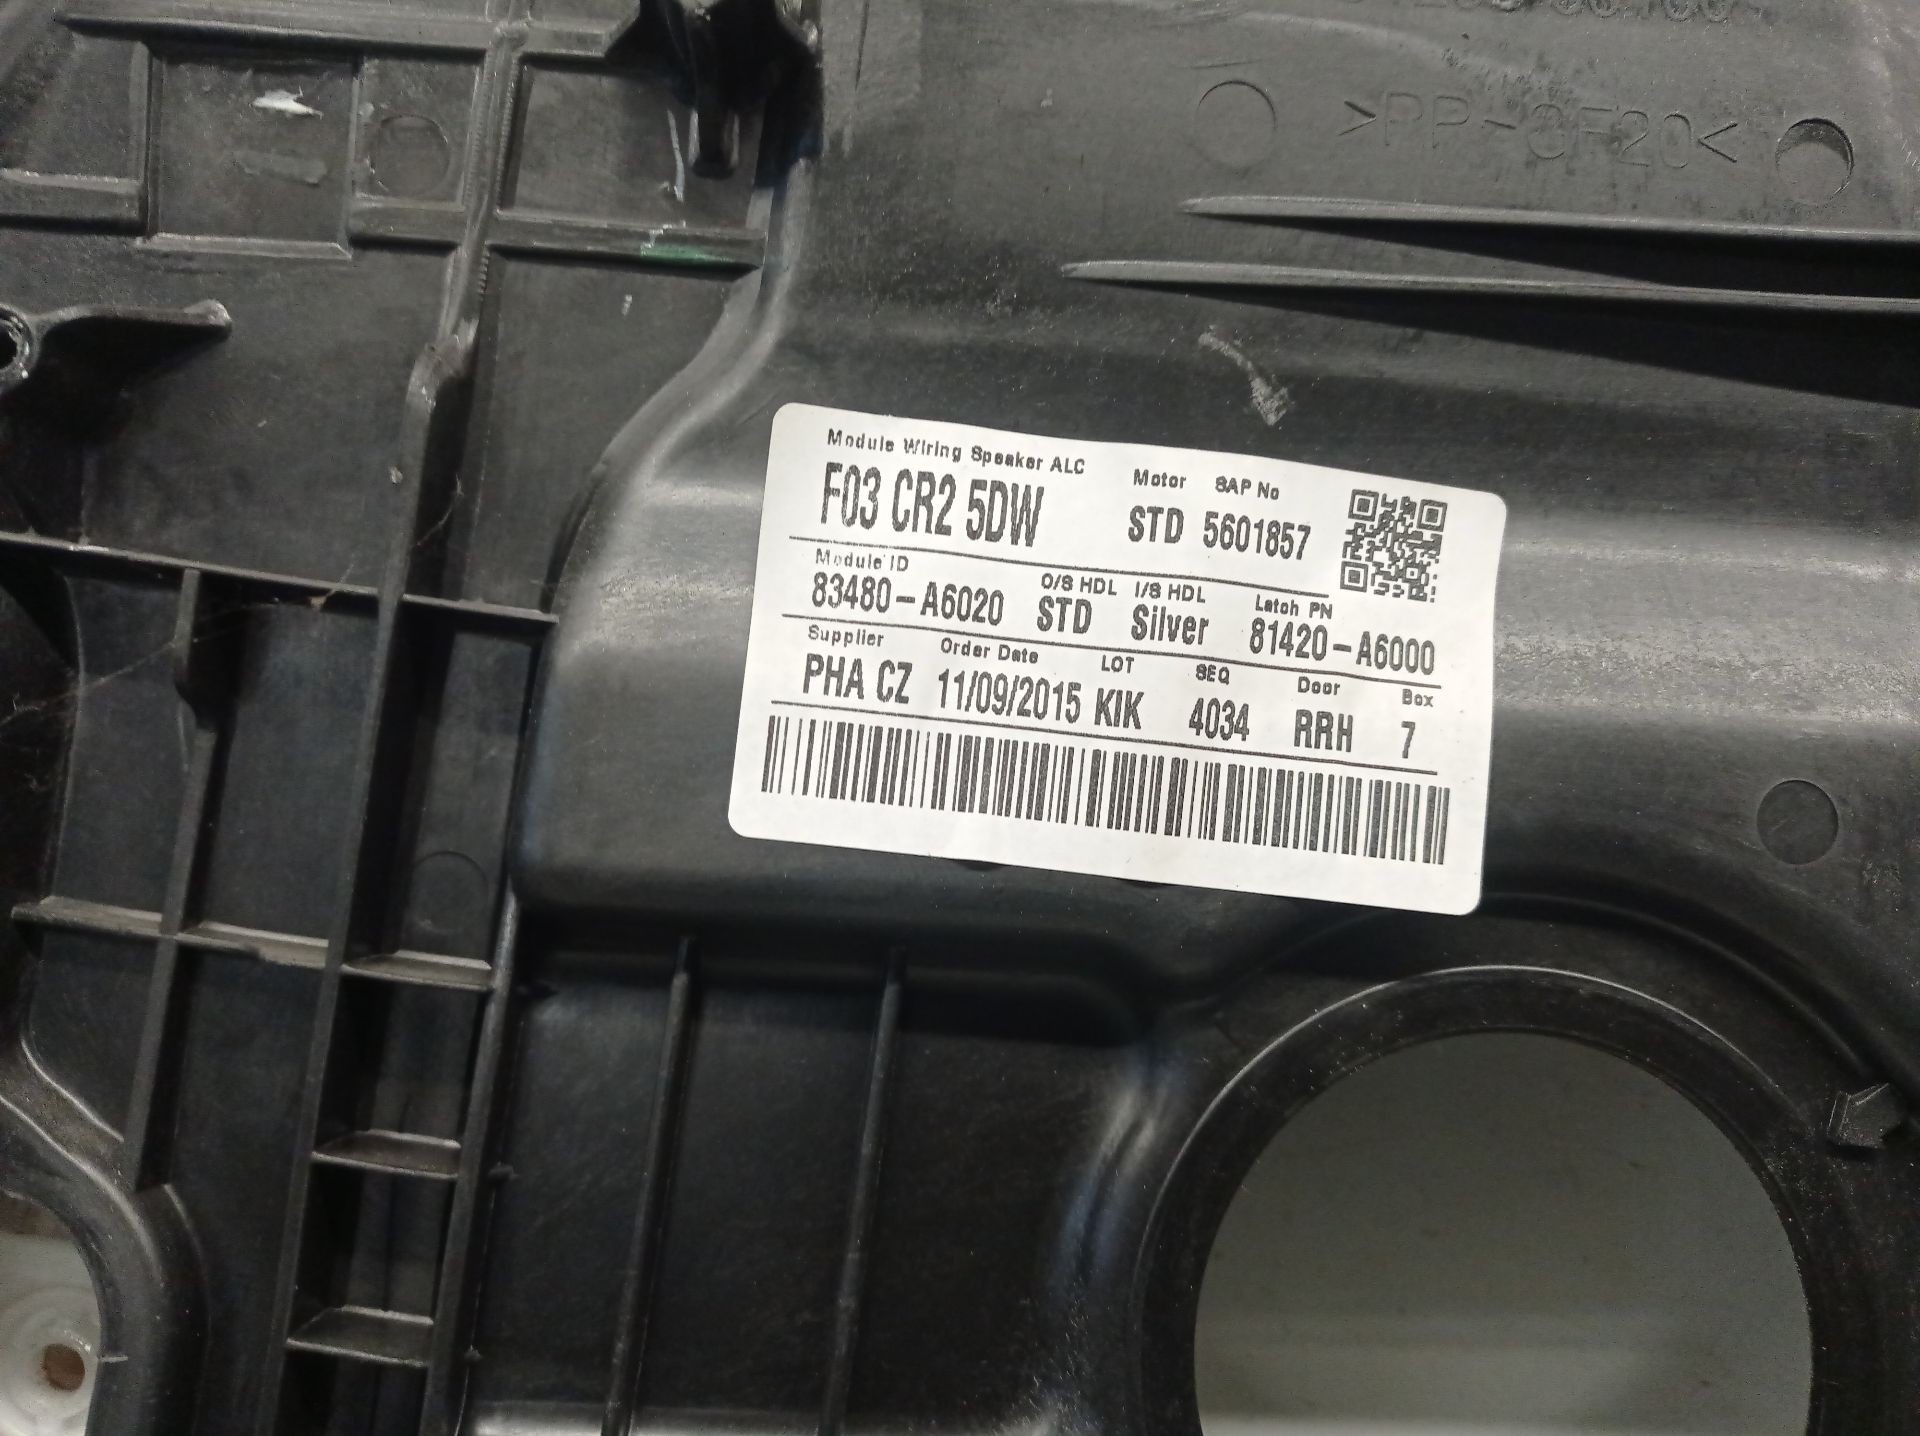 >PP-GF20<
Module Wiring Speaker ALC Motor SAP No
F03 CR2 5DW STD 5601857
Module ID O/S HDL I/S HDL Latch PN
83480-A6020 STD Silver 81420-A6000
Supplier Order Date LOT SEQ Door Box
PHA CZ 11/09/2015 KIK 4034 RRH 7